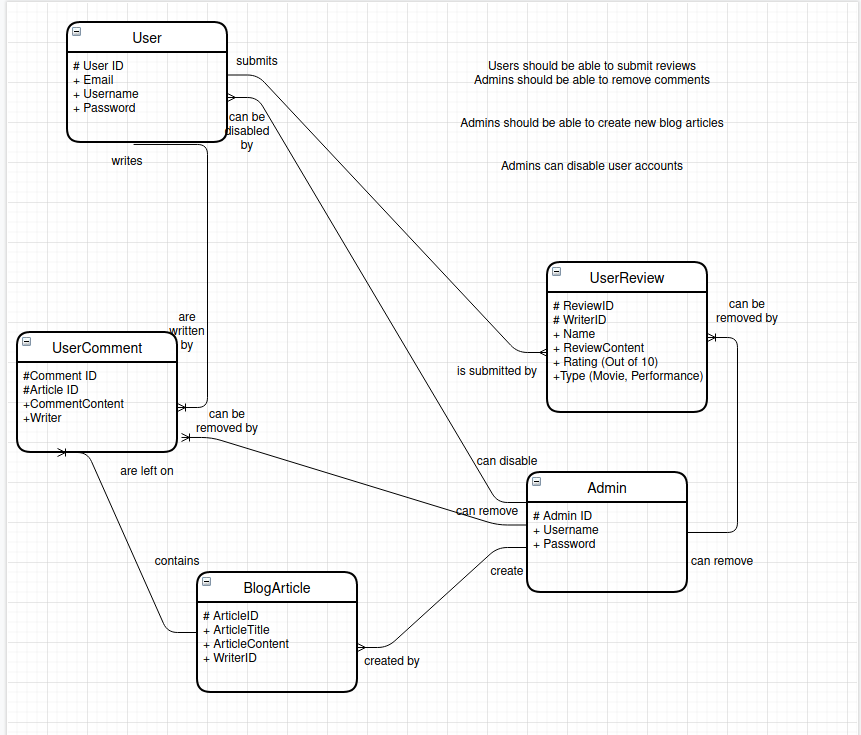 User
# User ID
+ Email
+ Username
+ Password
submits
can be
disabled
by
writes
Users should be able to submit reviews
Admins should be able to remove comments
Admins should be able to create new blog articles
Admins can disable user accounts
UserReview
# ReviewID
# WriterID
+ Name
+ ReviewContent
+ Rating (Out of 10)
+Type (Movie, Performance)
can be
removed by
is submitted by
are
written
by
UserComment
#Comment ID
#Article ID
+CommentContent
+Writer
can be
removed by
are left on
can disable
can remove
Admin
# Admin ID
+ Username
+ Password
can remove
create
contains
BlogArticle
# ArticleID
+ ArticleTitle
+ ArticleContent
+ WriterID
created by